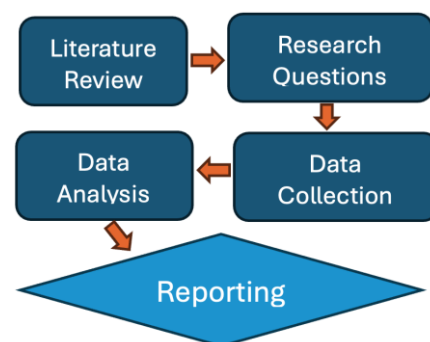 Literature
Review
Research
Questions
Data
Analysis
Data
Collection
Reporting